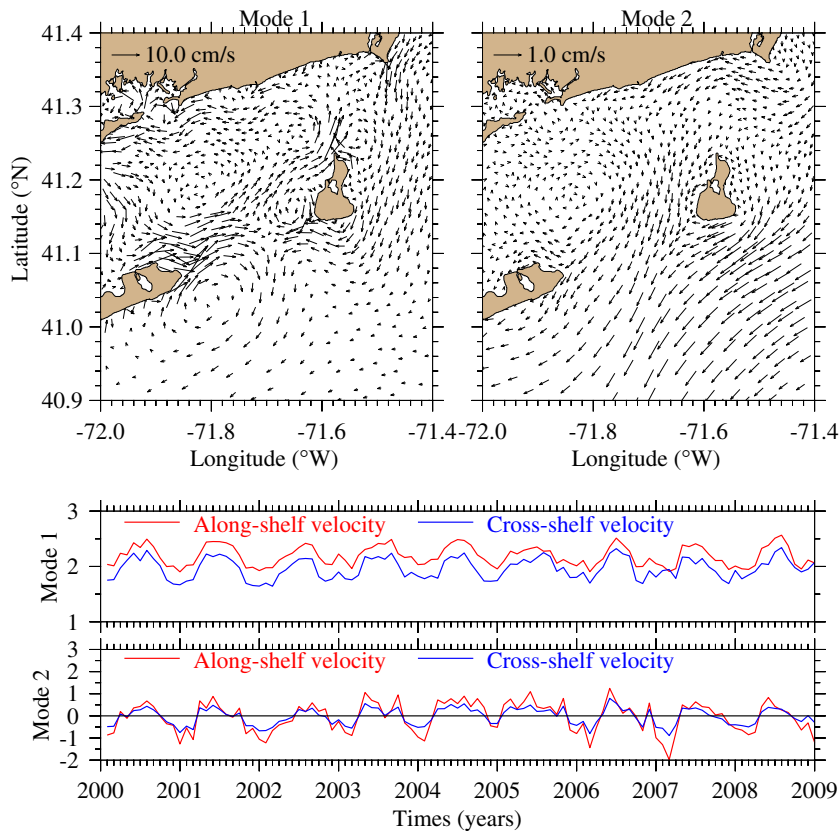 Mode 1
Mode 2
41.4
41.3
41.2
41.1
41.0
40.9
Latitude (°N)
10.0 cm/s
1.0 cm/s
-72.0
-71.8
-71.6
-71.4
-72.0
-71.8
-71.6
-71.4
Longitude (°W)
Longitude (°W)
3
2
1
Mode 1
Along-shelf velocity
Cross-shelf velocity
3
2
1
0
-1
-2
Mode 2
Along-shelf velocity
Cross-shelf velocity
2000
2001
2002
2003
2004
2005
2006
2007
2008
2009
Times (years)